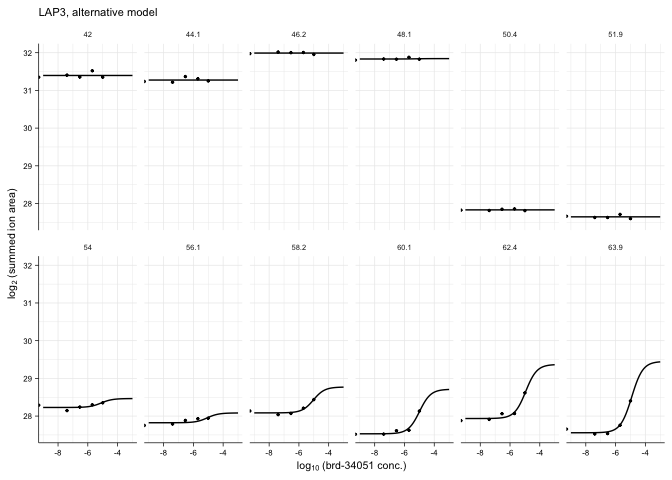 LAP3, alternative model
42 44.1 46.2 48.1 50.4 51.9
32
31
30
29
28
54 56.1 58.2 60.1 62.4 63.9
32
31
30
29
28
log2 (summed ion area)
-8 -6 -4 -8 -6 -4 -8 -6 -4 -8 -6 -4 -8 -6 -4 -8 -6 -4
log10 (brd-34051 conc.)